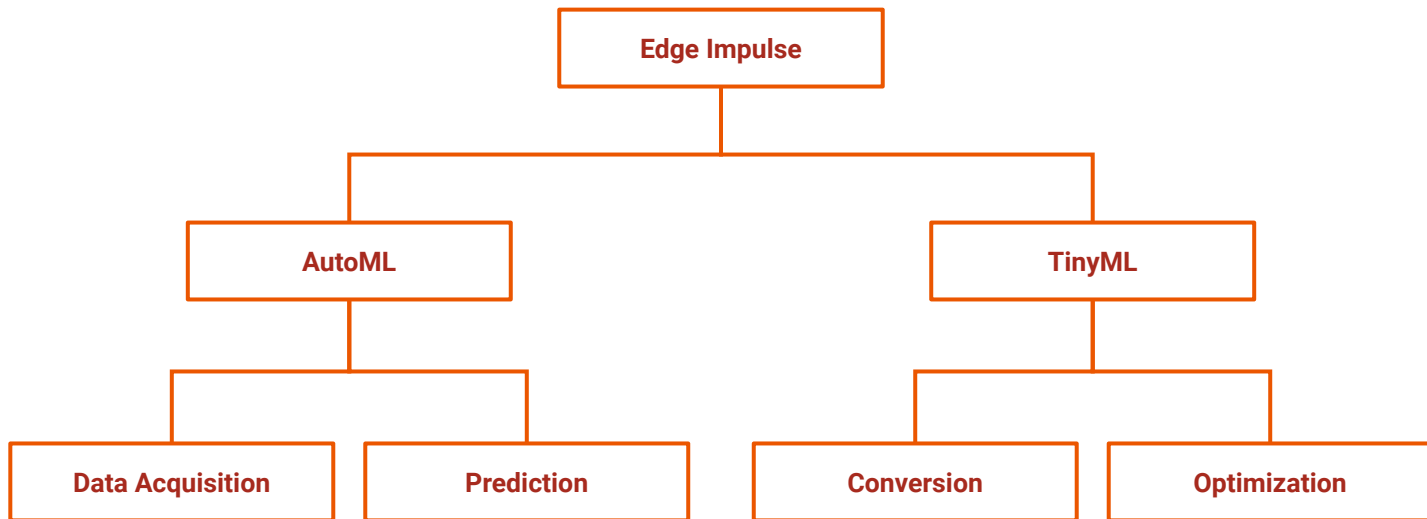 Edge Impulse
AutoML
TinyML
Data Acquisition
Prediction
Conversion
Optimization